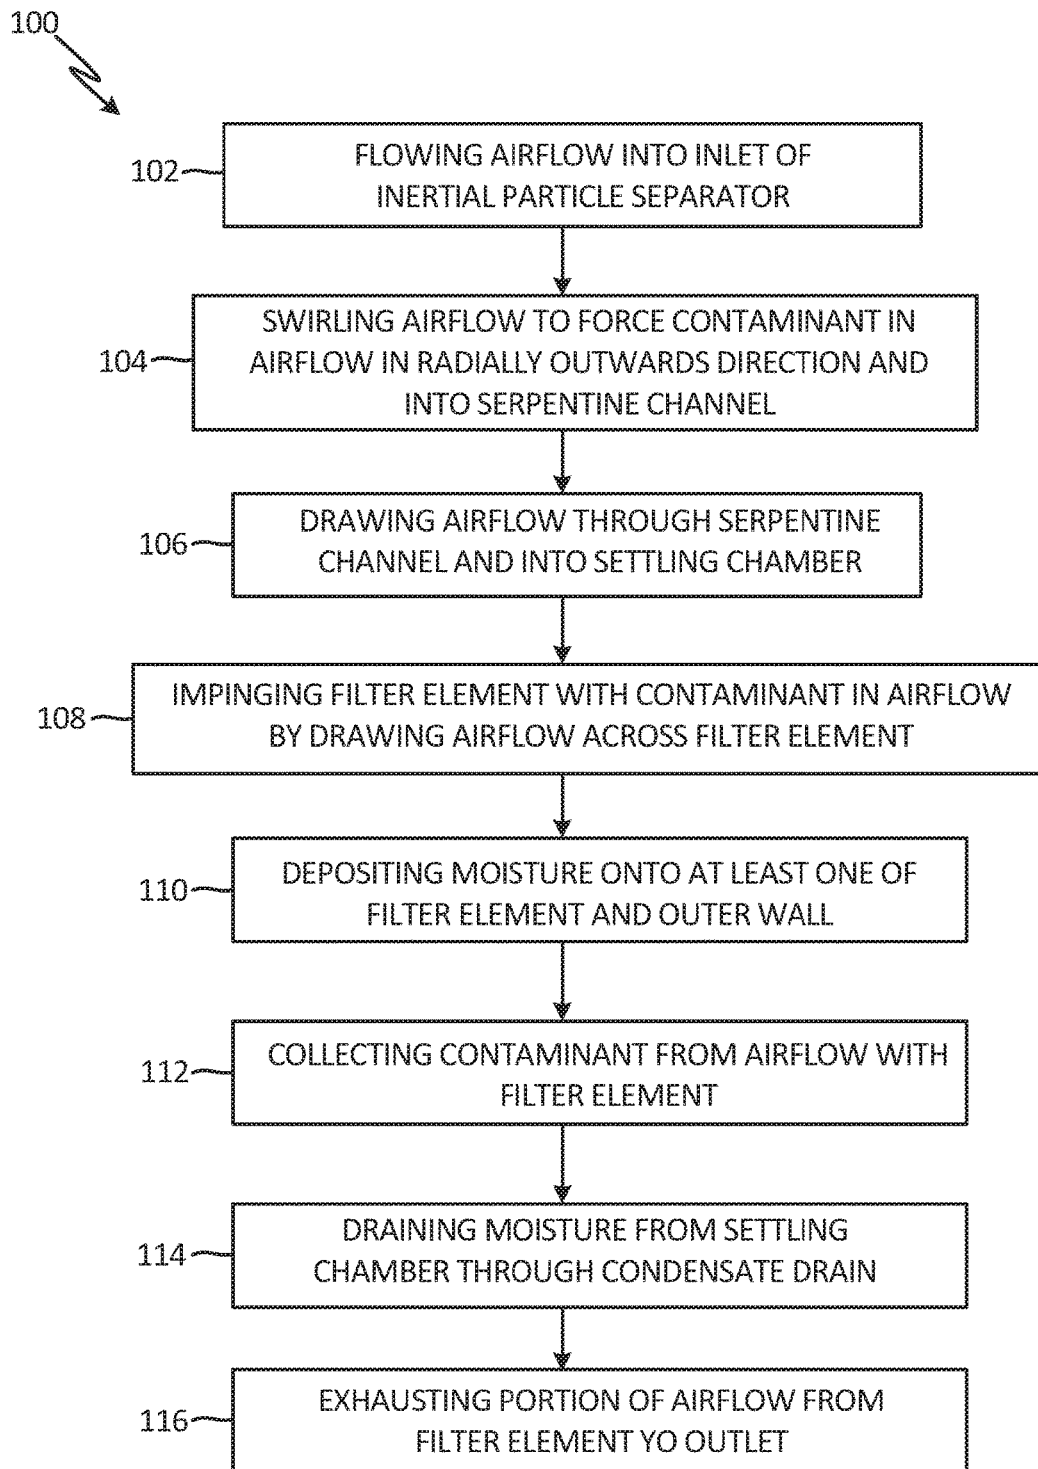 100
102
FLOWING AIRFLOW INTO INLET OF
INERTIAL PARTICLE SEPARATOR
104
SWIRLING AIRFLOW TO FORCE CONTAMINANT IN
AIRFLOW IN RADIALLY OUTWARDS DIRECTION AND
INTO SERPENTINE CHANNEL
106
DRAWING AIRFLOW THROUGH SERPENTINE
CHANNEL AND INTO SETTLING CHAMBER
108
IMPINGING FILTER ELEMENT WITH CONTAMINANT IN AIRFLOW
BY DRAWING AIRFLOW ACROSS FILTER ELEMENT
110
DEPOSITING MOISTURE ONTO AT LEAST ONE OF
FILTER ELEMENT AND OUTER WALL
112
COLLECTING CONTAMINANT FROM AIRFLOW WITH
FILTER ELEMENT
114
DRAINING MOISTURE FROM SETTLING
CHAMBER THROUGH CONDENSATE DRAIN
116
EXHAUSTING PORTION OF AIRFLOW FROM
FILTER ELEMENT YO OUTLET